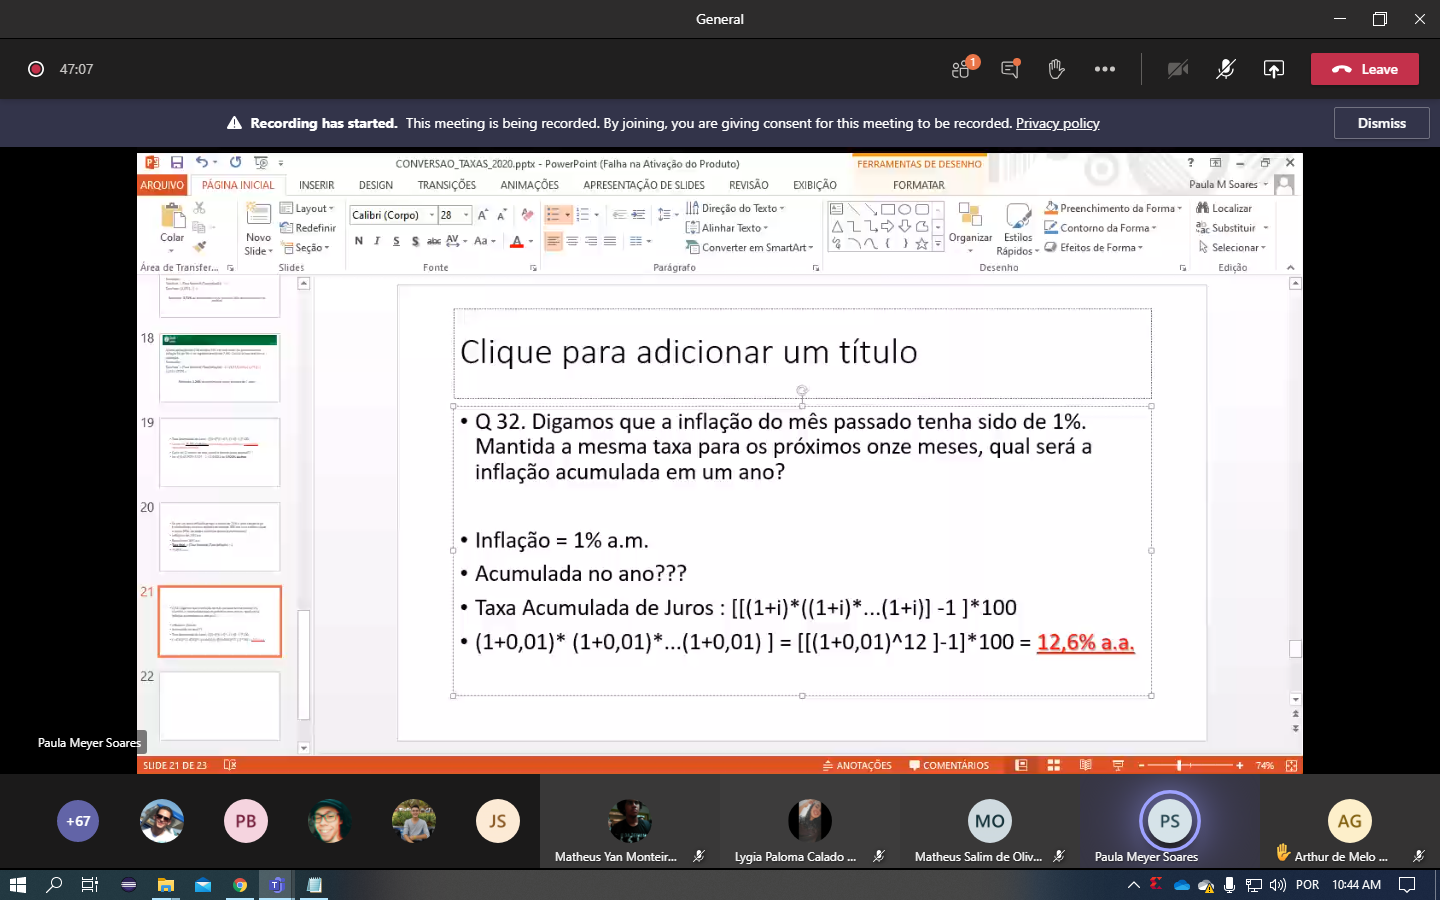 General
47:07
1
Leave
Recording has started. This meeting is being recorded. By joining, you are giving consent for this meeting to be recorded. Privacy policy
Dismiss
CONVERSAO_TAXAS_2020.pptx - PowerPoint (Falha na Ativação do Produto)
FERRAMENTAS DE DESENHO
ARQUIVO PÁGINA INICIAL INSERIR DESIGN TRANSIÇÕES ANIMAÇÕES APRESENTAÇÃO DE SLIDES REVISÃO EXIBIÇÃO FORMATAR
Paula M Soares
Colar
Novo Slide
Layout
Redefinir
Seção
Calibri (Corpo) 28
N I S S abc AV Aa A
Direção do Texto
Alinhar Texto
Converter em SmartArt
Organizar
Estilos Rápidos
Preenchimento da Forma
Contorno da Forma
Efeitos de Forma
Localizar
Substituir
Selecionar
Área de Transfer... Slides Fonte Parágrafo Desenho Edição
18
19
20
21
22
Clique para adicionar um título
• Q 32. Digamos que a inflação do mês passado tenha sido de 1%.
Mantida a mesma taxa para os próximos onze meses, qual será a
inflação acumulada em um ano?
• Inflação = 1% a.m.
• Acumulada no ano???
• Taxa Acumulada de Juros : [[(1+i)*((1+i)*...(1+i)] -1 ]*100
• (1+0,01)* (1+0,01)*...(1+0,01) ] = [[[(1+0,01)^12 ]-1]*100 = 12,6% a.a.
Paula Meyer Soares
SLIDE 21 DE 23
ANOTAÇÕES COMENTÁRIOS
74%
+67
PB
JS
MO
PS
AG
Matheus Yan Monteir...
Lygia Paloma Calado ...
Matheus Salim de Oliv...
Paula Meyer Soares
Arthur de Melo ...
POR 10:44 AM